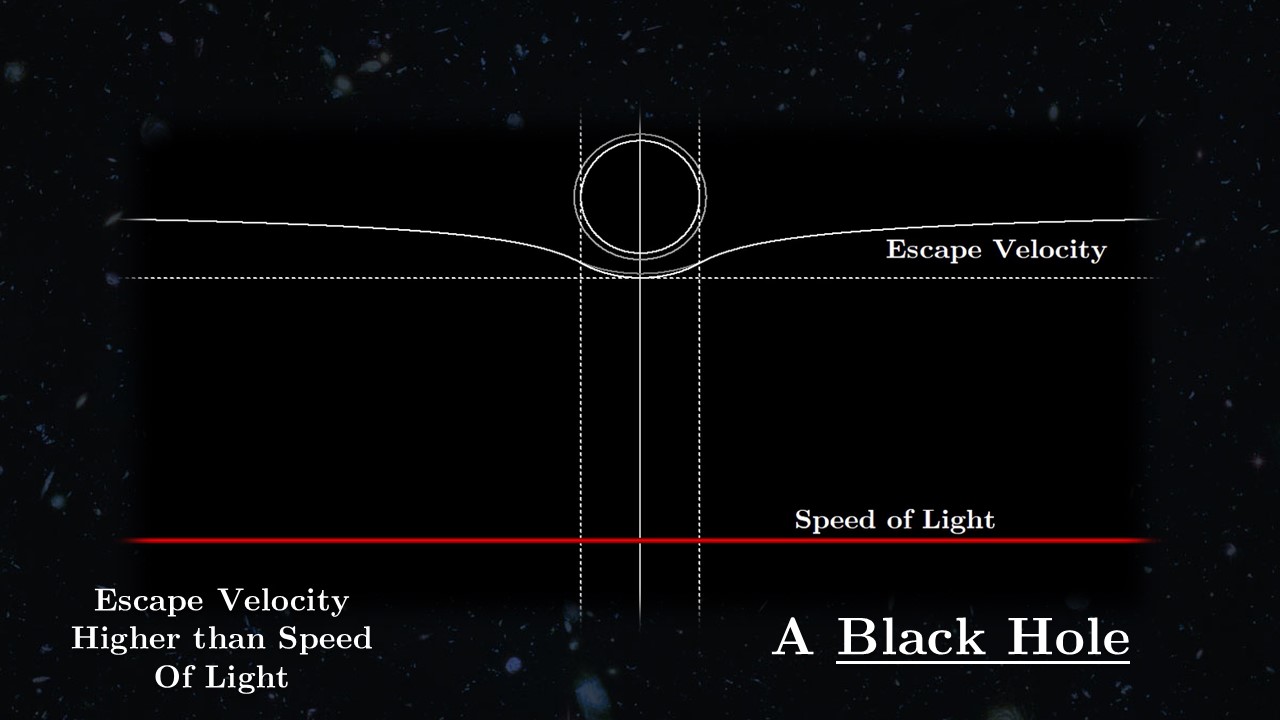 Escape Velocity
Speed of Light
Escape Velocity
Higher than Speed
Of Light
A Black Hole